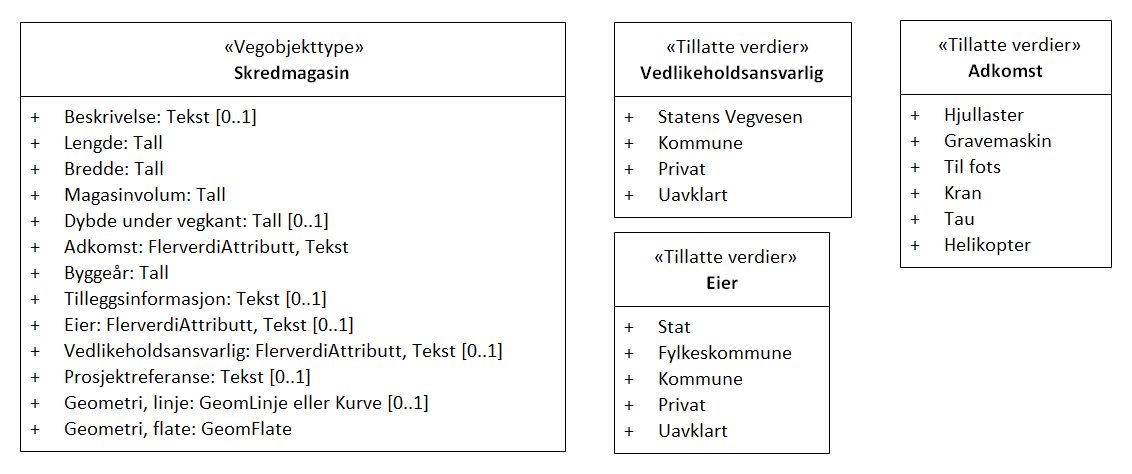 «Vegobjekttype»
Skredmagasin
+ Beskrivelse: Tekst [0..1]
+ Lengde: Tall
+ Bredde: Tall
+ Magasinvolum: Tall
+ Dybde under vegkant: Tall [0..1]
+ Adkomst: FlerverdiAttributt, Tekst
+ Byggeår: Tall
+ Tilleggsinformasjon: Tekst [0..1]
+ Eier: FlerverdiAttributt, Tekst [0..1]
+ Vedlikeholdsansvarlig: FlerverdiAttributt, Tekst [0..1]
+ Prosjektreferanse: Tekst [0..1]
+ Geometri, linje: GeomLinje eller Kurve [0..1]
+ Geometri, flate: GeomFlate
«Tillatte verdier»
Vedlikeholdsansvarlig
+ Statens Vegvesen
+ Kommune
+ Privat
+ Uavklart
«Tillatte verdier»
Eier
+ Stat
+ Fylkeskommune
+ Kommune
+ Privat
+ Uavklart
«Tillatte verdier»
Adkomst
+ Hjullaster
+ Gravemaskin
+ Til fots
+ Kran
+ Tau
+ Helikopter